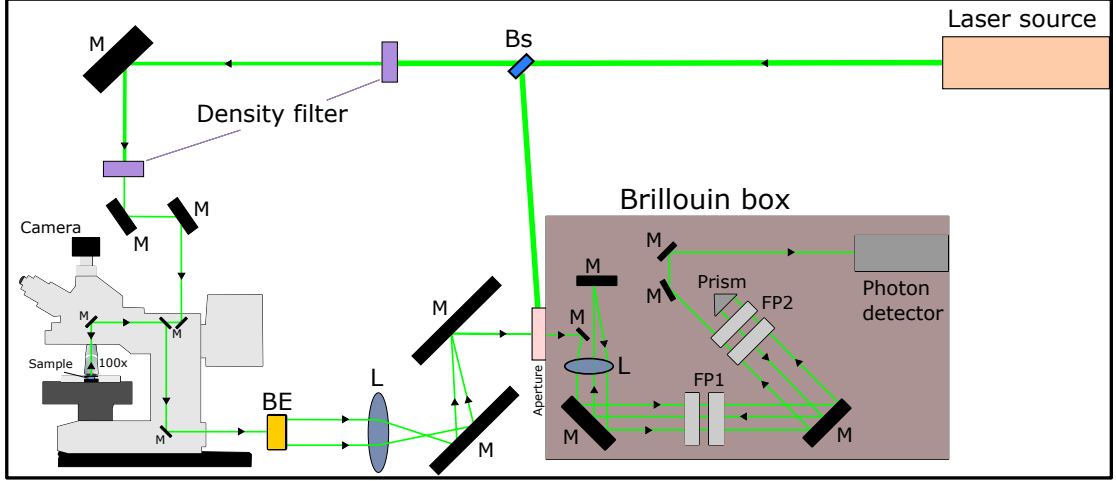 Laser source
Bs
M
Density filter
M
M
Camera
M
M
M
Sample
100x
M
BE
L
M
M
Aperture
Brillouin box
M
M
M
L
M
FP1
M
M
Prism
FP2
M
Photon
detector